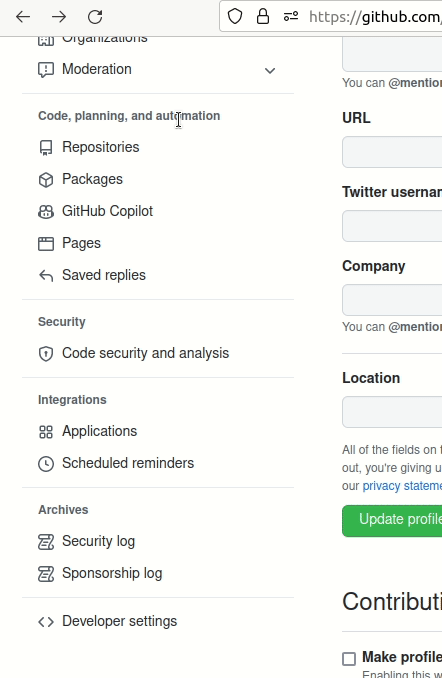 https://github.com/
Organizations
Moderation
Code, planning, and automation
Repositories
Packages
GitHub Copilot
Pages
Saved replies
Security
Code security and analysis
Integrations
Applications
Scheduled reminders
Archives
Security log
Sponsorship log
Developer settings
You can @mention
URL
Twitter usernam
Company
You can @mention
Location
All of the fields on t
out, you're giving u
our privacy stateme
Update profile
Contributi
Make profile
Enabling this w